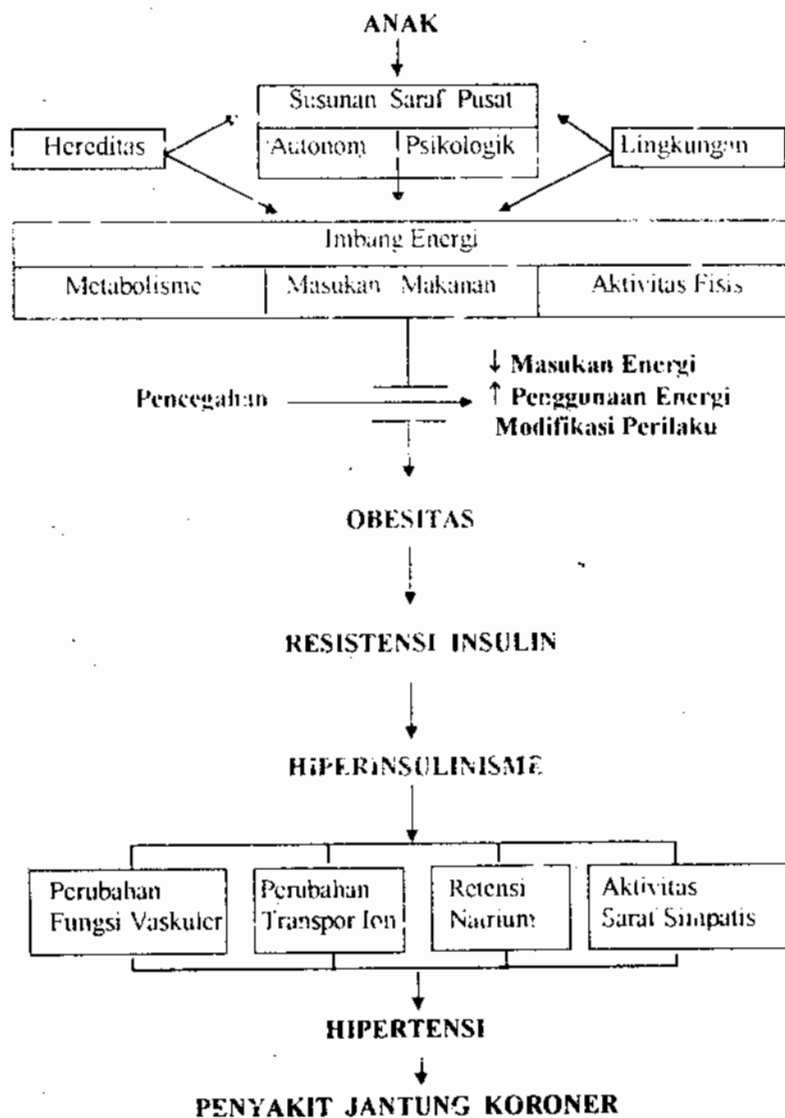 ANAK
Susunan Saraf Pusat
Hereditas
Autonom
Psikologik
Lingkungan
Imbang Energi
Metabolisme
Masukan Makanan
Aktivitas Fisis
Pencegahan
↓ Masukan Energi
↑ Penggunaan Energi
Modifikasi Perilaku
OBESITAS
RESISTENSI INSULIN
HIPERINSULINISME
Perubahan
Fungsi Vaskuler
Perubahan
Transpor Ion
Retensi
Natrium
Aktivitas
Saraf Simpatis
HIPERTENSI
PENYAKIT JANTUNG KORONER